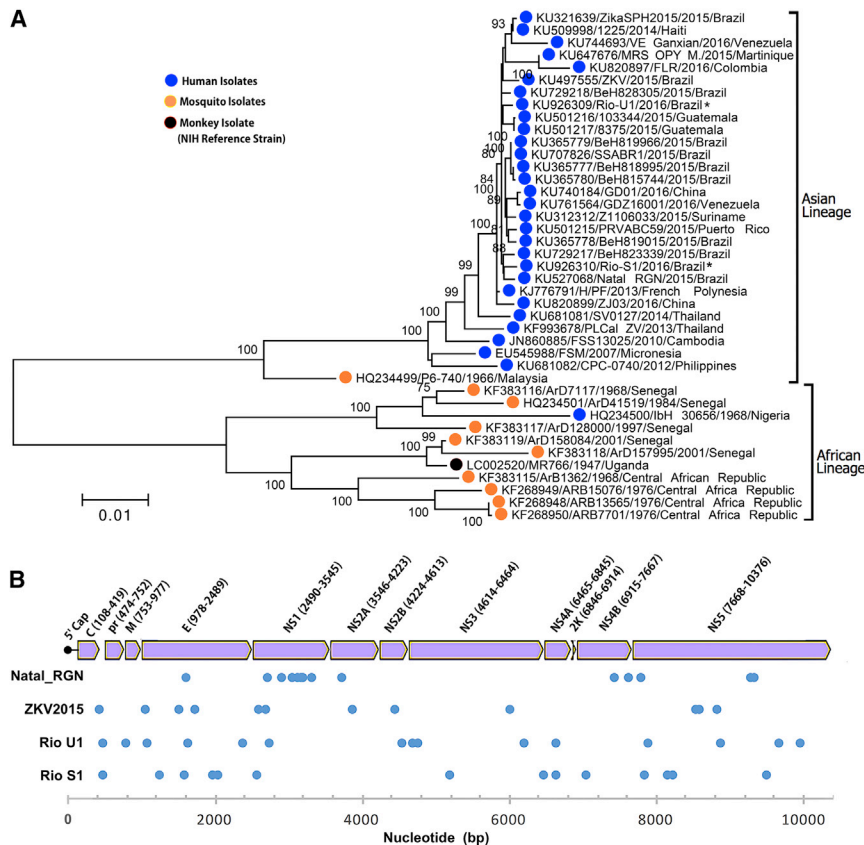 A
Human Isolates
Mosquito Isolates
Monkey Isolate
(NIH Reference Strain)
93
KU321639/ZikaSPH2015/2015/Brazil
KU509998/1225/2014/Haiti
KU744693/VE Ganxian/2016/Venezuela
KU647676/MRS OPY M./2015/Martinique
KU820897/FLR/2016/Colombia
100
KU497555/ZKV/2015/Brazil
KU729218/BeH828305/2015/Brazil
KU926309/Rio-U1/2016/Brazil*
KU501216/103344/2015/Guatemala
KU501217/8375/2015/Guatemala
100
KU365779/BeH819966/2015/Brazil
100
KU707826/SSABR1/2015/Brazil
80
KU365777/BeH818995/2015/Brazil
KU365780/BeH815744/2015/Brazil
84
KU740184/GD01/2016/China
100
KU761564/GDZ16001/2016/Venezuela
89
KU312312/Z1106033/2015/Suriname
100
KU501215/PRVABC59/2015/Puerto Rico
81
KU365778/BeH819015/2015/Brazil
88
KU729217/BeH823339/2015/Brazil
KU926310/Rio-S1/2016/Brazil*
99
KU527068/Natal RGN/2015/Brazil
KJ776791/H/PF/2013/French Polynesia
99
KU820899/ZJ03/2016/China
KU681081/SV0127/2014/Thailand
100
KF993678/PLCal ZV/2013/Thailand
JN860885/FSS13025/2010/Cambodia
100
EU545988/FSM/2007/Micronesia
KU681082/CPC-0740/2012/Philippines
HQ234499/P6-740/1966/Malaysia
Asian
Lineage
75
KF383116/ArD7117/1968/Senegal
HQ234501/ArD41519/1984/Senegal
100
HQ234500/IbH 30656/1968/Nigeria
100
KF383117/ArD128000/1997/Senegal
99
KF383119/ArD158084/2001/Senegal
100
KF383118/ArD157995/2001/Senegal
LC002520/MR766/1947/Uganda
100
KF383115/ArB1362/1968/Central African Republic
100
KF268949/ARB15076/1976/Central Africa Republic
100
KF268948/ARB13565/1976/Central Africa Republic
100
KF268950/ARB7701/1976/Central Africa Republic
African
Lineage
0.01
B
5' Cap
C (108-419)
pr (474-752)
M (753-977)
E (978-2489)
NS1 (2490-3545)
NS2A (3546-4223)
NS2B (4224-4613)
NS3 (4614-6464)
NS4A (6465-6845)
2K (6846-6914)
NS4B (6915-7667)
NS5 (7668-10376)
Natal_RGN
ZKV2015
Rio U1
Rio S1
0 2000 4000 6000 8000 10000
Nucleotide (bp)